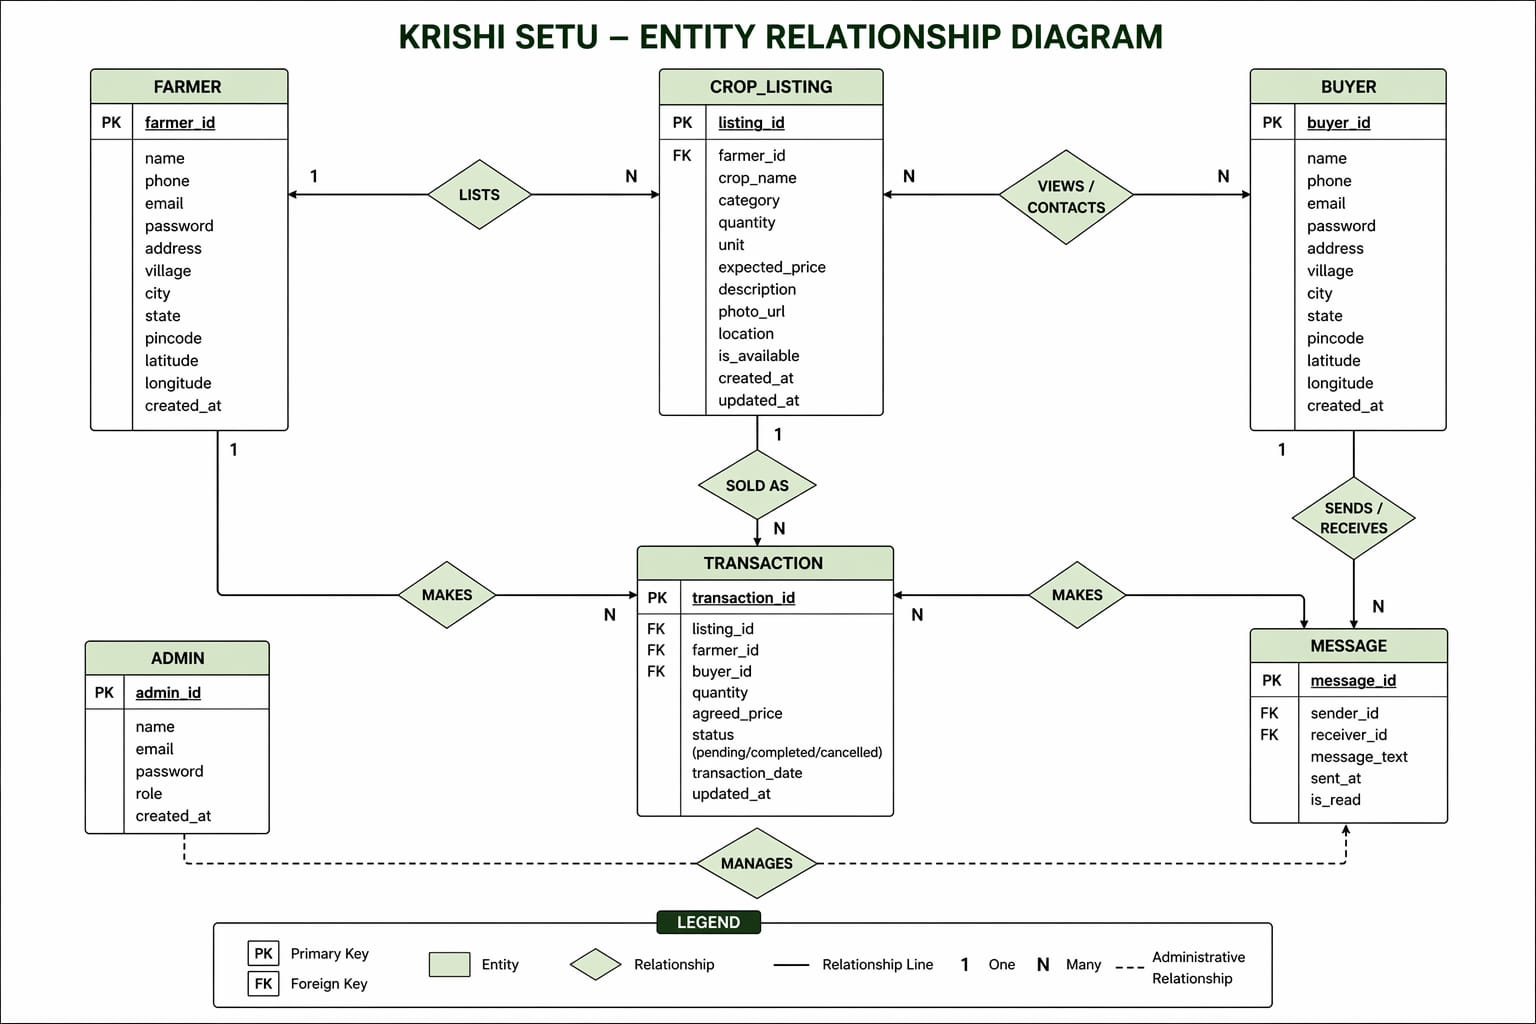 KRISHI SETU – ENTITY RELATIONSHIP DIAGRAM
FARMER
PK farmer_id
name
phone
email
password
address
village
city
state
pincode
latitude
longitude
created_at
1
LISTS
N
CROP_LISTING
PK listing_id
FK farmer_id
crop_name
category
quantity
unit
expected_price
description
photo_url
location
is_available
created_at
updated_at
N
VIEWS /
CONTACTS
N
BUYER
PK buyer_id
name
phone
email
password
address
village
city
state
pincode
latitude
longitude
created_at
1
1
1
SOLD AS
N
SENDS /
RECEIVES
N
MAKES
N
TRANSACTION
PK transaction_id
FK listing_id
FK farmer_id
FK buyer_id
quantity
agreed_price
status
(pending/completed/cancelled)
transaction_date
updated_at
N
MAKES
ADMIN
PK admin_id
name
email
password
role
created_at
MESSAGE
PK message_id
FK sender_id
FK receiver_id
message_text
sent_at
is_read
MANAGES
LEGEND
PK Primary Key
FK Foreign Key
Entity
Relationship
Relationship Line
1 One
N Many
Administrative
Relationship